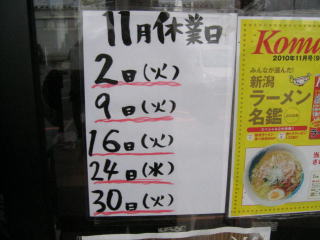 11月休業日
2日(火)
9日(火)
16日(火)
24日(水)
30日(火)
Koma
2010年11月号
みんなが選んだ!
新潟
ラーメン
名鑑